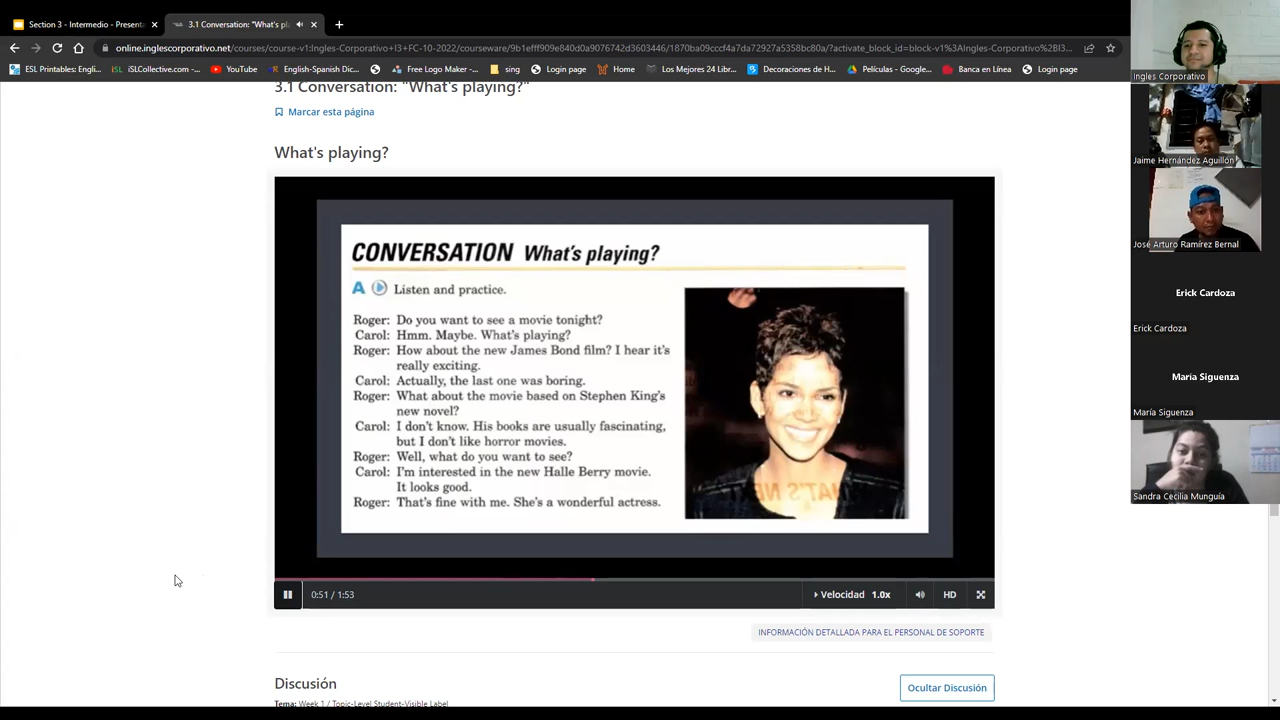 Section 3 - Intermedio - Presenta
3.1 Conversation: "What's pl
online.inglescorporativo.net/courses/course-v1:Ingles-Corporativo+I3+FC-10-2022/courseware/9b1efff909e840d0a9076742d3603446/1870ba09cccf4a7da72927a5358bc80a/?activate_block_id=block-v1%3AIngles-Corporativo%2BI3...
ESL Printables: Engli...
iSLCollective.com -...
YouTube
English-Spanish Dic...
Free Logo Maker -...
sing
Login page
Home
Los Mejores 24 Libr...
Decoraciones de H...
Películas - Google...
Banca en Línea
Login page
3.1 Conversation: "What's playing?"
Marcar esta página
What's playing?
CONVERSATION What's playing?
A Listen and practice.
Roger: Do you want to see a movie tonight?
Carol: Hmm. Maybe. What's playing?
Roger: How about the new James Bond film? I hear it's
really exciting.
Carol: Actually, the last one was boring.
Roger: What about the movie based on Stephen King's
new novel?
Carol: I don't know. His books are usually fascinating,
but I don't like horror movies.
Roger: Well, what do you want to see?
Carol: I'm interested in the new Halle Berry movie.
It looks good.
Roger: That's fine with me. She's a wonderful actress.
0:51 / 1:53
Velocidad 1.0x
HD
INFORMACIÓN DETALLADA PARA EL PERSONAL DE SOPORTE
Discusión
Ocultar Discusión
Tema: Week 1 / Topic-Level Student-Visible Label
Ingles Corporativo
Jaime Hernández Aguillón
José Arturo Ramírez Bernal
Erick Cardoza
Erick Cardoza
María Siguenza
María Siguenza
Sandra Cecilia Munguía